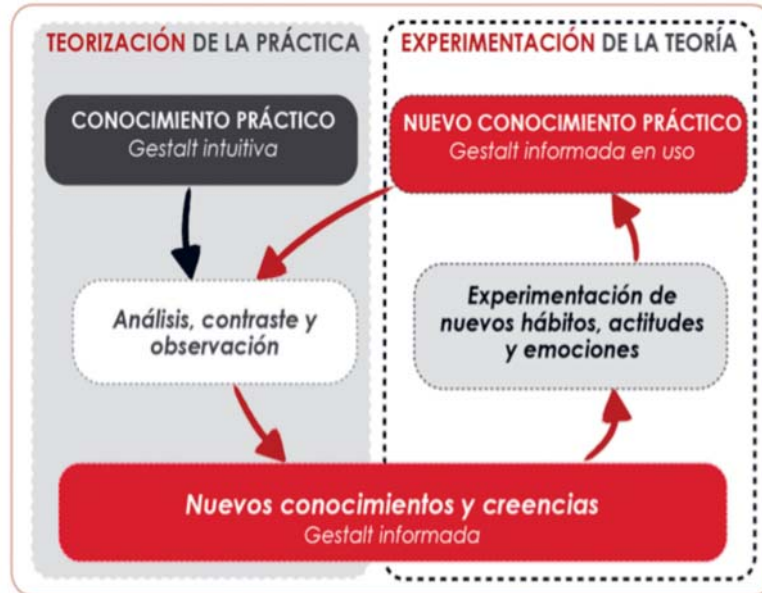 TEORIZACIÓN DE LA PRÁCTICA
EXPERIMENTACIÓN DE LA TEORÍA
CONOCIMIENTO PRÁCTICO
Gestalt intuitiva
NUEVO CONOCIMIENTO PRÁCTICO
Gestalt informada en uso
Análisis, contraste y
observación
Experimentación de
nuevos hábitos, actitudes
y emociones
Nuevos conocimientos y creencias
Gestalt informada